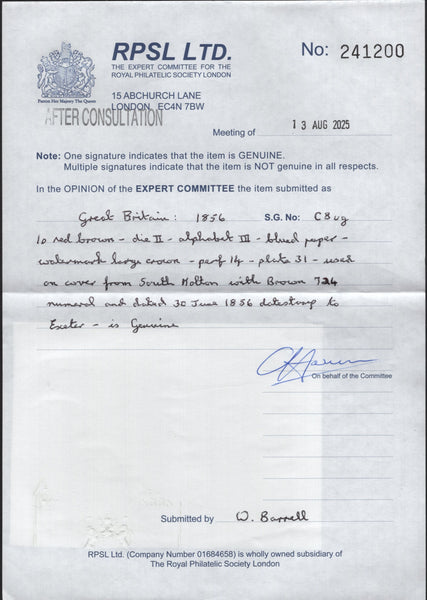 RPSL LTD.
THE EXPERT COMMITTEE FOR THE
ROYAL PHILATELIC SOCIETY LONDON
No: 241200
Patron Her Majesty The Queen
15 ABCHURCH LANE
LONDON, EC4N 7BW
AFTER CONSULTATION
Meeting of 13 AUG 2025
Note: One signature indicates that the item is GENUINE.
Multiple signatures indicate that the item is NOT genuine in all respects.
In the OPINION of the EXPERT COMMITTEE the item submitted as
Great Britain: 1856 S.G. No: C8ug
1d red brown - die II - alphabet III - blued paper -
watermark large crown - perf 14 - plate 31 - used
on cover from South Molton with Brown 724
numeral and dated 30 June 1856 datestamp to
Exeter - is Genuine
On behalf of the Committee
Submitted by W. Barrell
RPSL Ltd. (Company Number 01684658) is wholly owned subsidiary of
The Royal Philatelic Society London